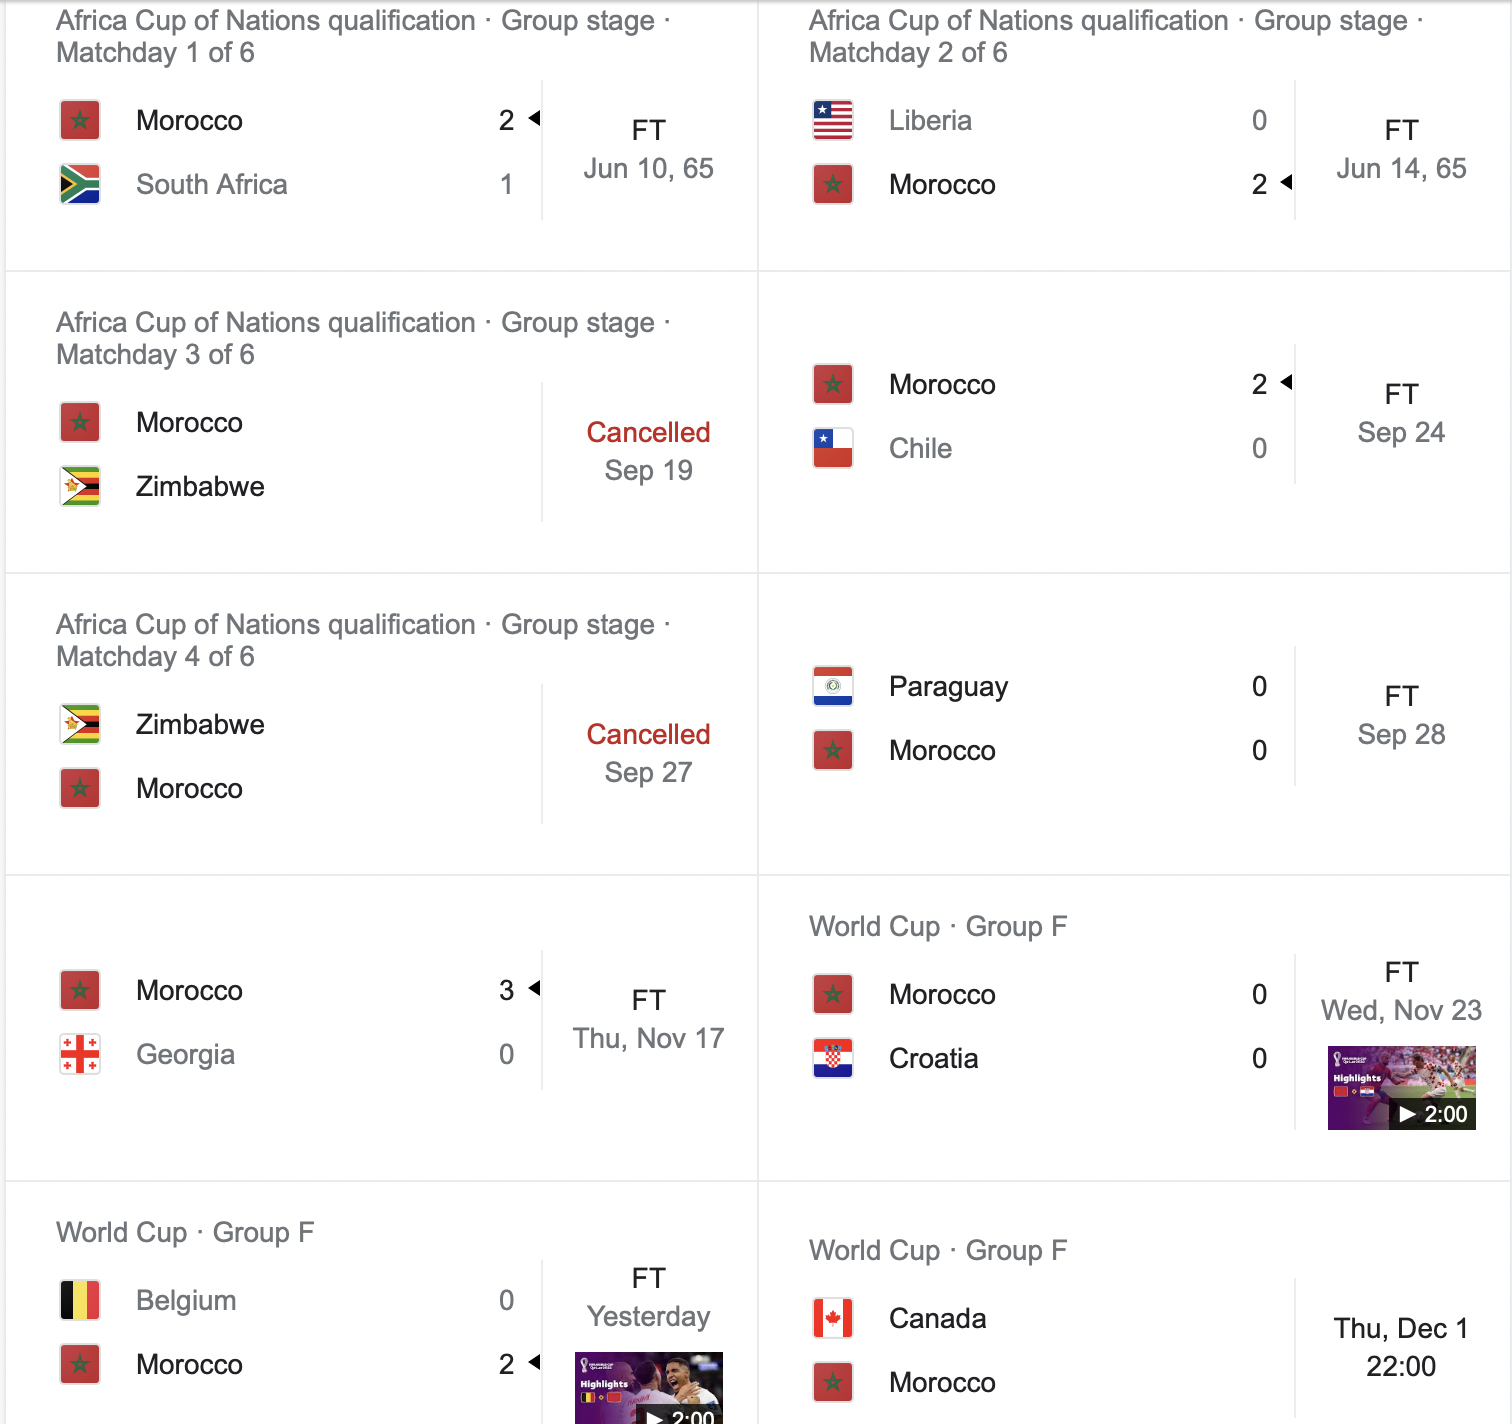 Africa Cup of Nations qualification · Group stage ·
Matchday 1 of 6
Morocco 2
South Africa 1
FT
Jun 10, 65
Africa Cup of Nations qualification · Group stage ·
Matchday 2 of 6
Liberia 0
Morocco 2
FT
Jun 14, 65
Africa Cup of Nations qualification · Group stage ·
Matchday 3 of 6
Morocco
Zimbabwe
Cancelled
Sep 19
Morocco 2
Chile 0
FT
Sep 24
Africa Cup of Nations qualification · Group stage ·
Matchday 4 of 6
Zimbabwe
Morocco
Cancelled
Sep 27
Paraguay 0
Morocco 0
FT
Sep 28
Morocco 3
Georgia 0
FT
Thu, Nov 17
World Cup · Group F
Morocco 0
Croatia 0
FT
Wed, Nov 23
Highlights
2:00
World Cup · Group F
Belgium 0
Morocco 2
FT
Yesterday
Highlights
2:00
World Cup · Group F
Canada
Morocco
Thu, Dec 1
22:00